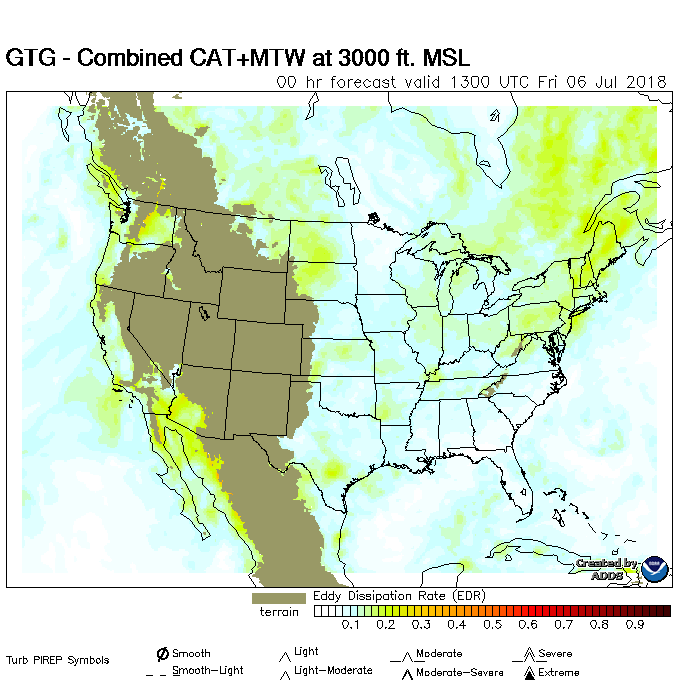 GTG - Combined CAT+MTW at 3000 ft. MSL
00 hr forecast valid 1300 UTC Fri 06 Jul 2018
Created by
ADDS
NOAA
terrain
Eddy Dissipation Rate (EDR)
0.1 0.2 0.3 0.4 0.5 0.6 0.7 0.8 0.9
Turb PIREP Symbols
Smooth
Light
Moderate
Severe
Smooth-Light
Light-Moderate
Moderate-Severe
Extreme